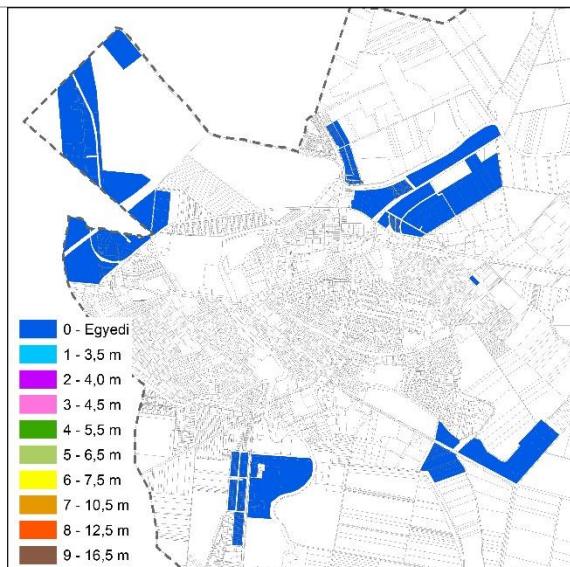 0 - Egyedi
1 - 3,5 m
2 - 4,0 m
3 - 4,5 m
4 - 5,5 m
5 - 6,5 m
6 - 7,5 m
7 - 10,5 m
8 - 12,5 m
9 - 16,5 m